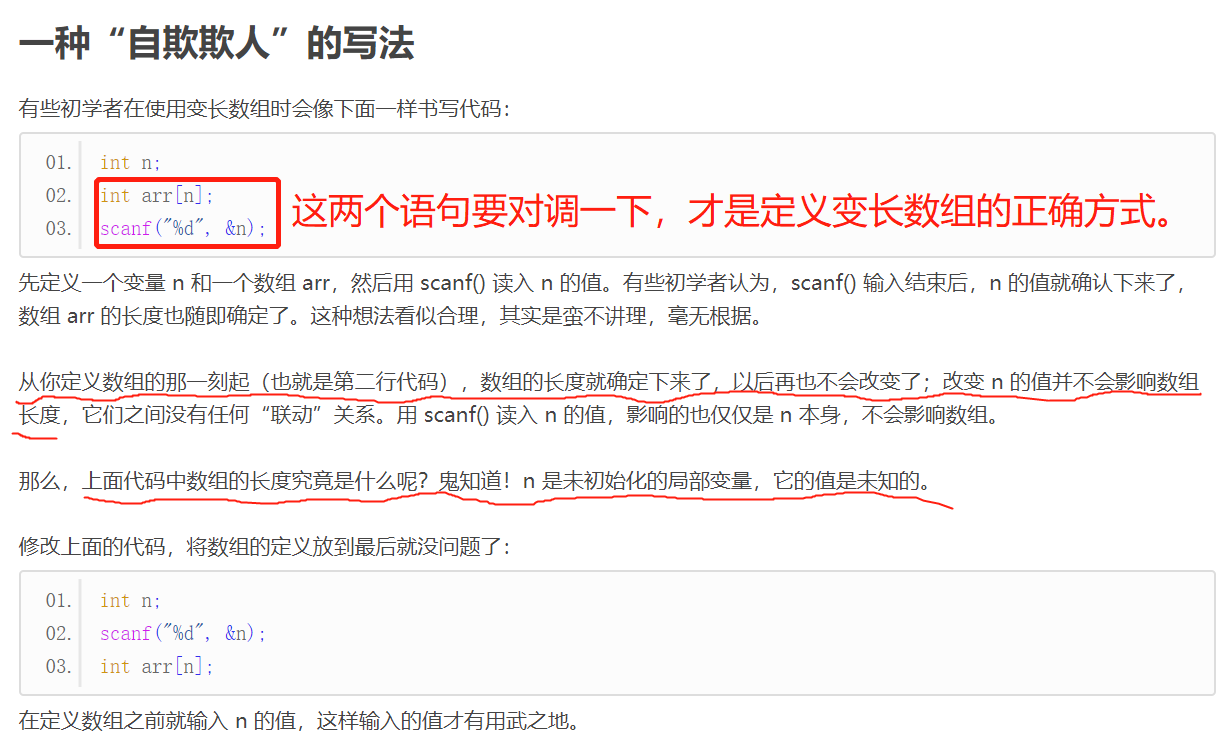 一种“自欺欺人”的写法
有些初学者在使用变长数组时会像下面一样书写代码：
01. int n;
02. int arr[n];
03. scanf("%d", &n);
这两个语句要对调一下，才是定义变长数组的正确方式。
先定义一个变量 n 和一个数组 arr，然后用 scanf() 读入 n 的值。有些初学者认为，scanf() 输入结束后，n 的值就确认下来了，
数组 arr 的长度也随即确定了。这种想法看似合理，其实是蛮不讲理，毫无根据。
从你定义数组的那一刻起（也就是第二行代码），数组的长度就确定下来了，以后再也不会改变了；改变 n 的值并不会影响数组
长度，它们之间没有任何“联动”关系。用 scanf() 读入 n 的值，影响的也仅仅是 n 本身，不会影响数组。
那么，上面代码中数组的长度究竟是什么呢？鬼知道！n 是未初始化的局部变量，它的值是未知的。
修改上面的代码，将数组的定义放到最后就没问题了：
01. int n;
02. scanf("%d", &n);
03. int arr[n];
在定义数组之前就输入 n 的值，这样输入的值才有用武之地。